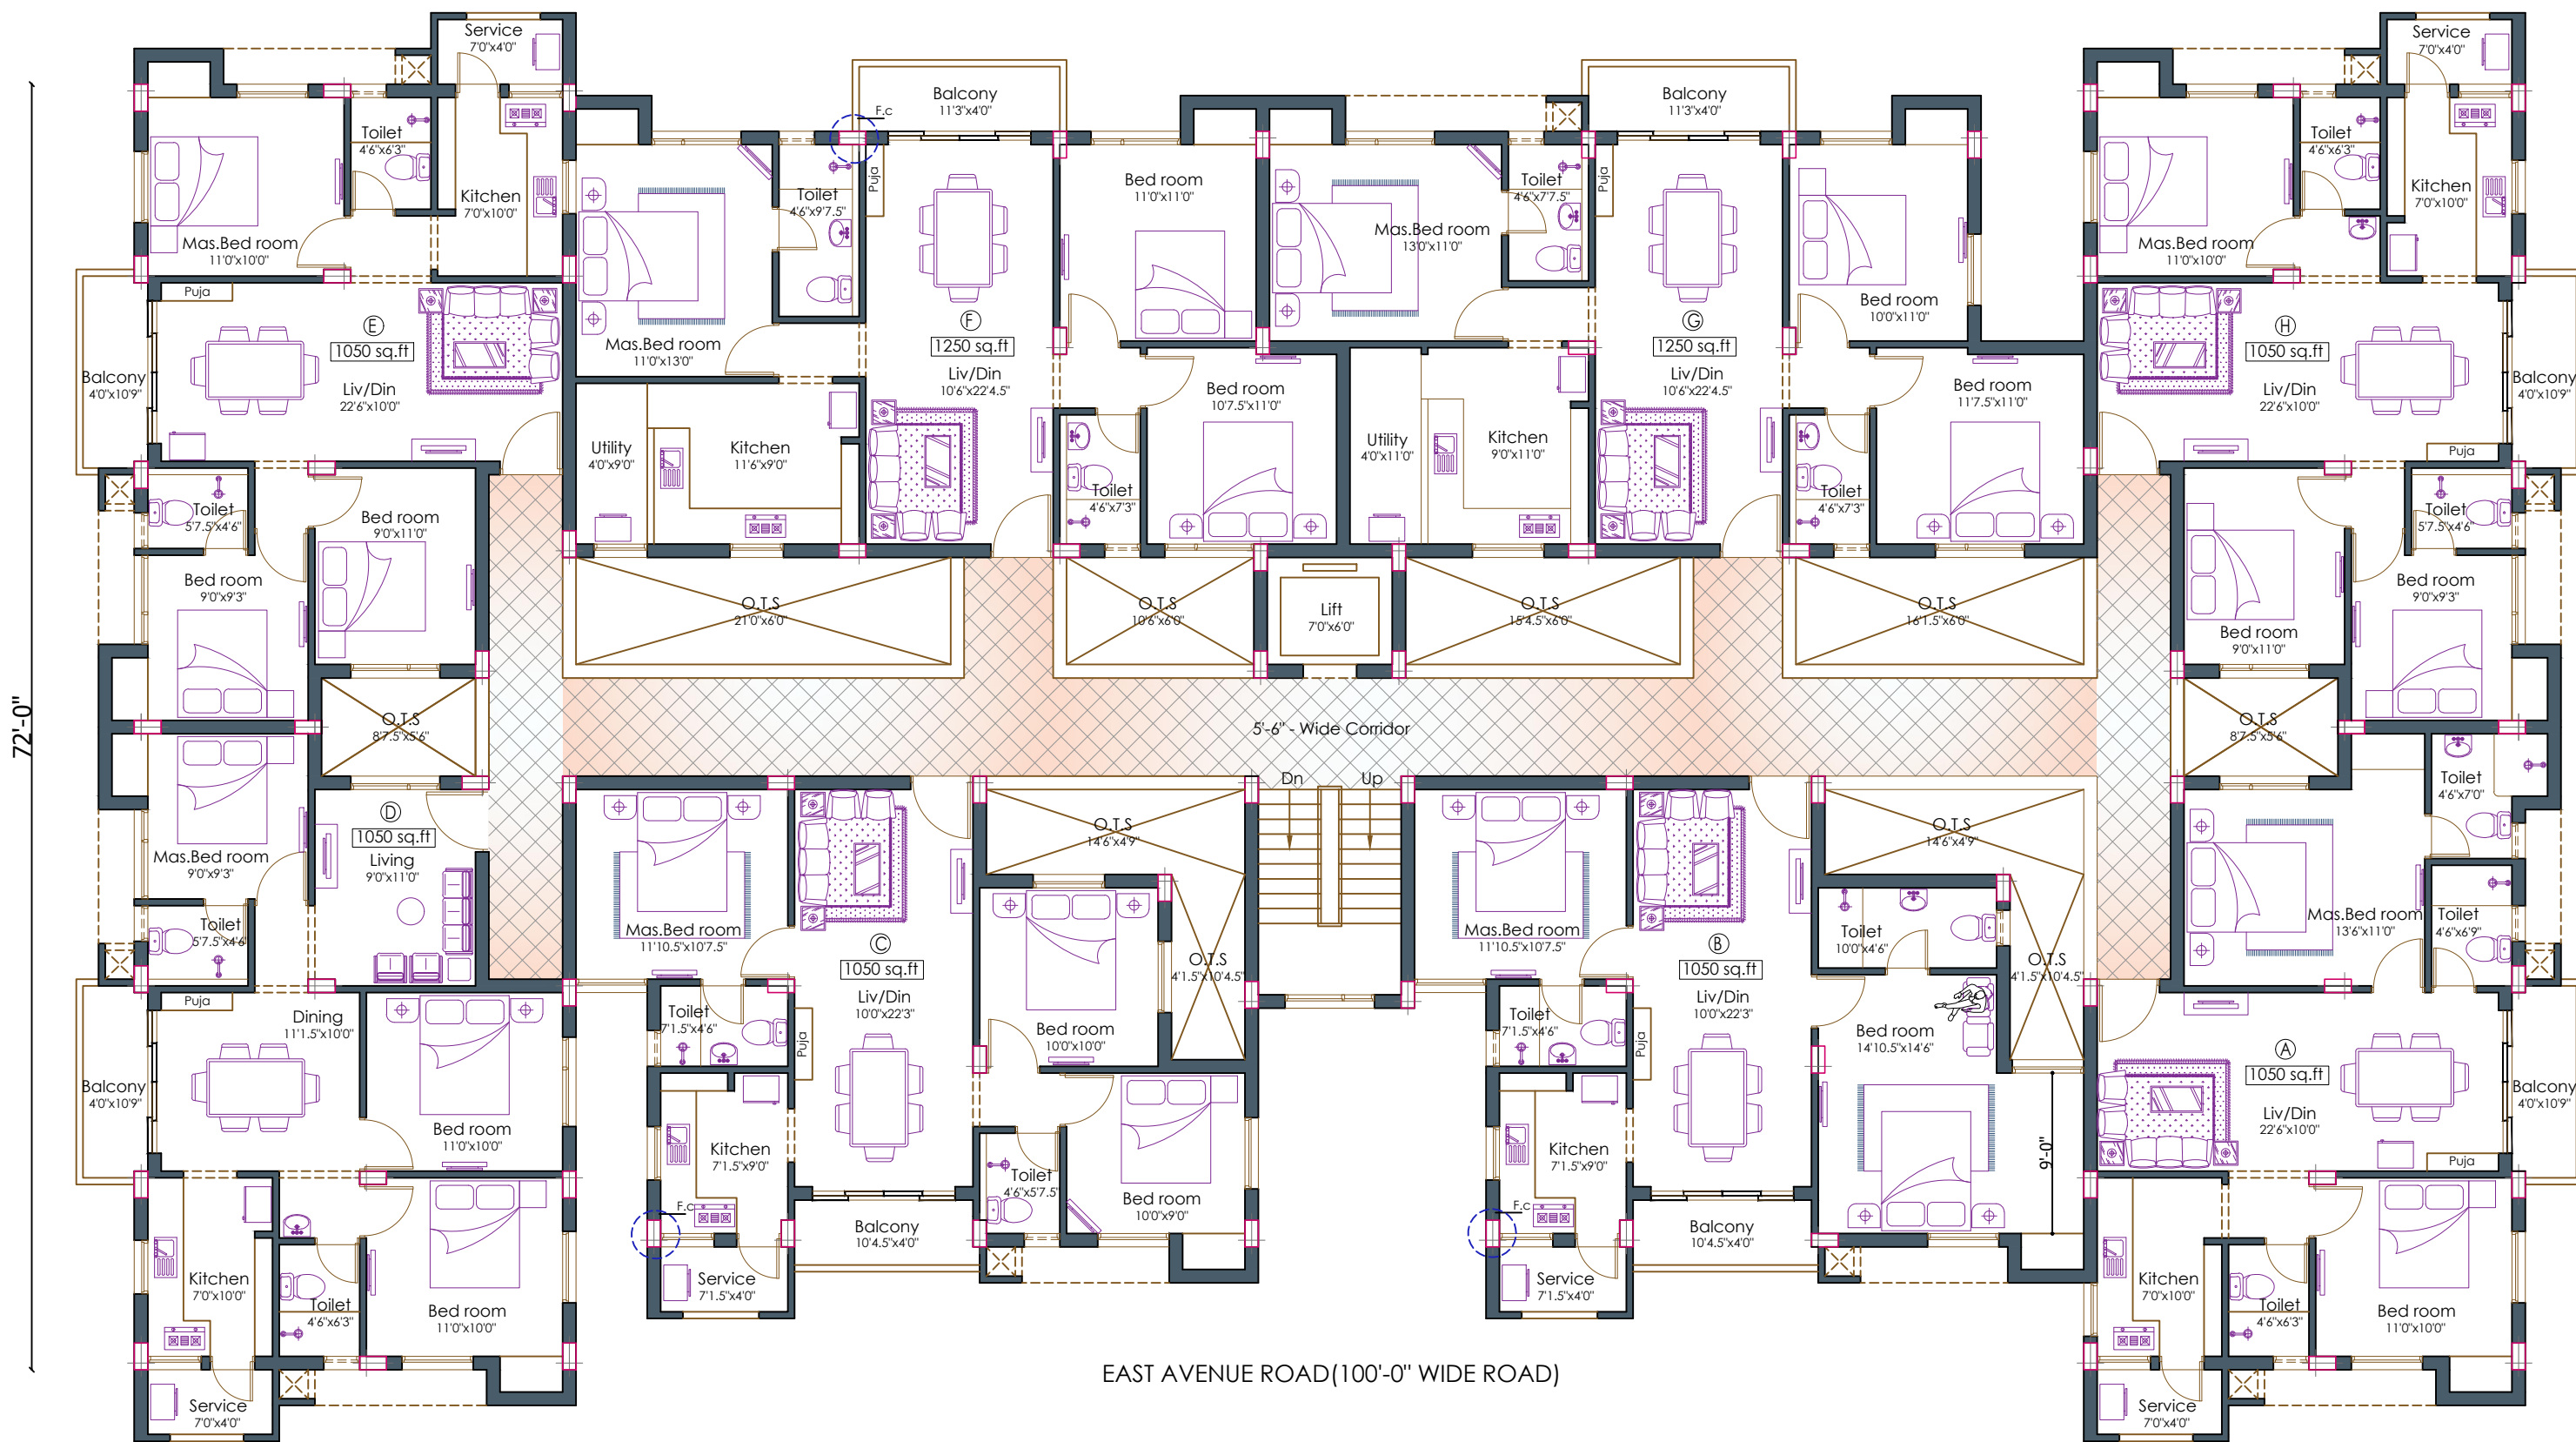 Service
7'0"x4'0"
Toilet
4'6"x6'3"
Kitchen
7'0"x10'0"
Mas.Bed room
11'0"x10'0"
Puja
E
1050 sq.ft
Liv/Din
22'6"x10'0"
Balcony
4'0"x10'9"
Toilet
5'7.5"x4'6"
Bed room
9'0"x11'0"
Bed room
9'0"x9'3"
O.T.S
8'7.5"x5'6"
72'-0"
Balcony
11'3"x4'0"
F.c
Toilet
4'6"x9'7.5"
Puja
Mas.Bed room
11'0"x13'0"
F
1250 sq.ft
Liv/Din
10'6"x22'4.5"
Utility
4'0"x9'0"
Kitchen
11'6"x9'0"
Bed room
11'0"x11'0"
Bed room
10'7.5"x11'0"
Toilet
4'6"x7'3"
O.T.S
21'0"x6'0"
O.T.S
10'6"x6'0"
Lift
7'0"x6'0"
Balcony
11'3"x4'0"
Toilet
4'6"x7'7.5"
Puja
Mas.Bed room
13'0"x11'0"
G
1250 sq.ft
Liv/Din
10'6"x22'4.5"
Utility
4'0"x11'0"
Kitchen
9'0"x11'0"
Bed room
10'0"x11'0"
Bed room
11'7.5"x11'0"
Toilet
4'6"x7'3"
O.T.S
15'4.5"x6'0"
O.T.S
16'1.5"x6'0"
Service
7'0"x4'0"
Toilet
4'6"x6'3"
Kitchen
7'0"x10'0"
Mas.Bed room
11'0"x10'0"
H
1050 sq.ft
Liv/Din
22'6"x10'0"
Balcony
4'0"x10'9"
Puja
Toilet
5'7.5"x4'6"
Bed room
9'0"x9'3"
Bed room
9'0"x11'0"
O.T.S
8'7.5"x5'6"
5'-6" - Wide Corridor
Dn
Up
D
1050 sq.ft
Living
9'0"x11'0"
Mas.Bed room
9'0"x9'3"
Toilet
5'7.5"x4'6"
Puja
Dining
11'1.5"x10'0"
Balcony
4'0"x10'9"
Bed room
11'0"x10'0"
Kitchen
7'0"x10'0"
Toilet
4'6"x6'3"
Bed room
11'0"x10'0"
Service
7'0"x4'0"
Mas.Bed room
11'10.5"x10'7.5"
C
1050 sq.ft
Liv/Din
10'0"x22'3"
Toilet
7'1.5"x4'6"
Puja
Kitchen
7'1.5"x9'0"
F.c
Service
7'1.5"x4'0"
Balcony
10'4.5"x4'0"
O.T.S
14'6"x4'9"
O.T.S
4'1.5"x10'4.5"
Bed room
10'0"x10'0"
Toilet
4'6"x5'7.5"
Bed room
10'0"x9'0"
Mas.Bed room
11'10.5"x10'7.5"
B
1050 sq.ft
Liv/Din
10'0"x22'3"
Toilet
7'1.5"x4'6"
Puja
Kitchen
7'1.5"x9'0"
F.c
Service
7'1.5"x4'0"
Balcony
10'4.5"x4'0"
O.T.S
14'6"x4'9"
Toilet
10'0"x4'6"
O.T.S
4'1.5"x10'4.5"
Bed room
14'10.5"x14'6"
9'-0"
Toilet
4'6"x7'0"
Mas.Bed room
13'6"x11'0"
Toilet
4'6"x6'9"
A
1050 sq.ft
Liv/Din
22'6"x10'0"
Balcony
4'0"x10'9"
Puja
Kitchen
7'0"x10'0"
Toilet
4'6"x6'3"
Bed room
11'0"x10'0"
Service
7'0"x4'0"
EAST AVENUE ROAD(100'-0" WIDE ROAD)